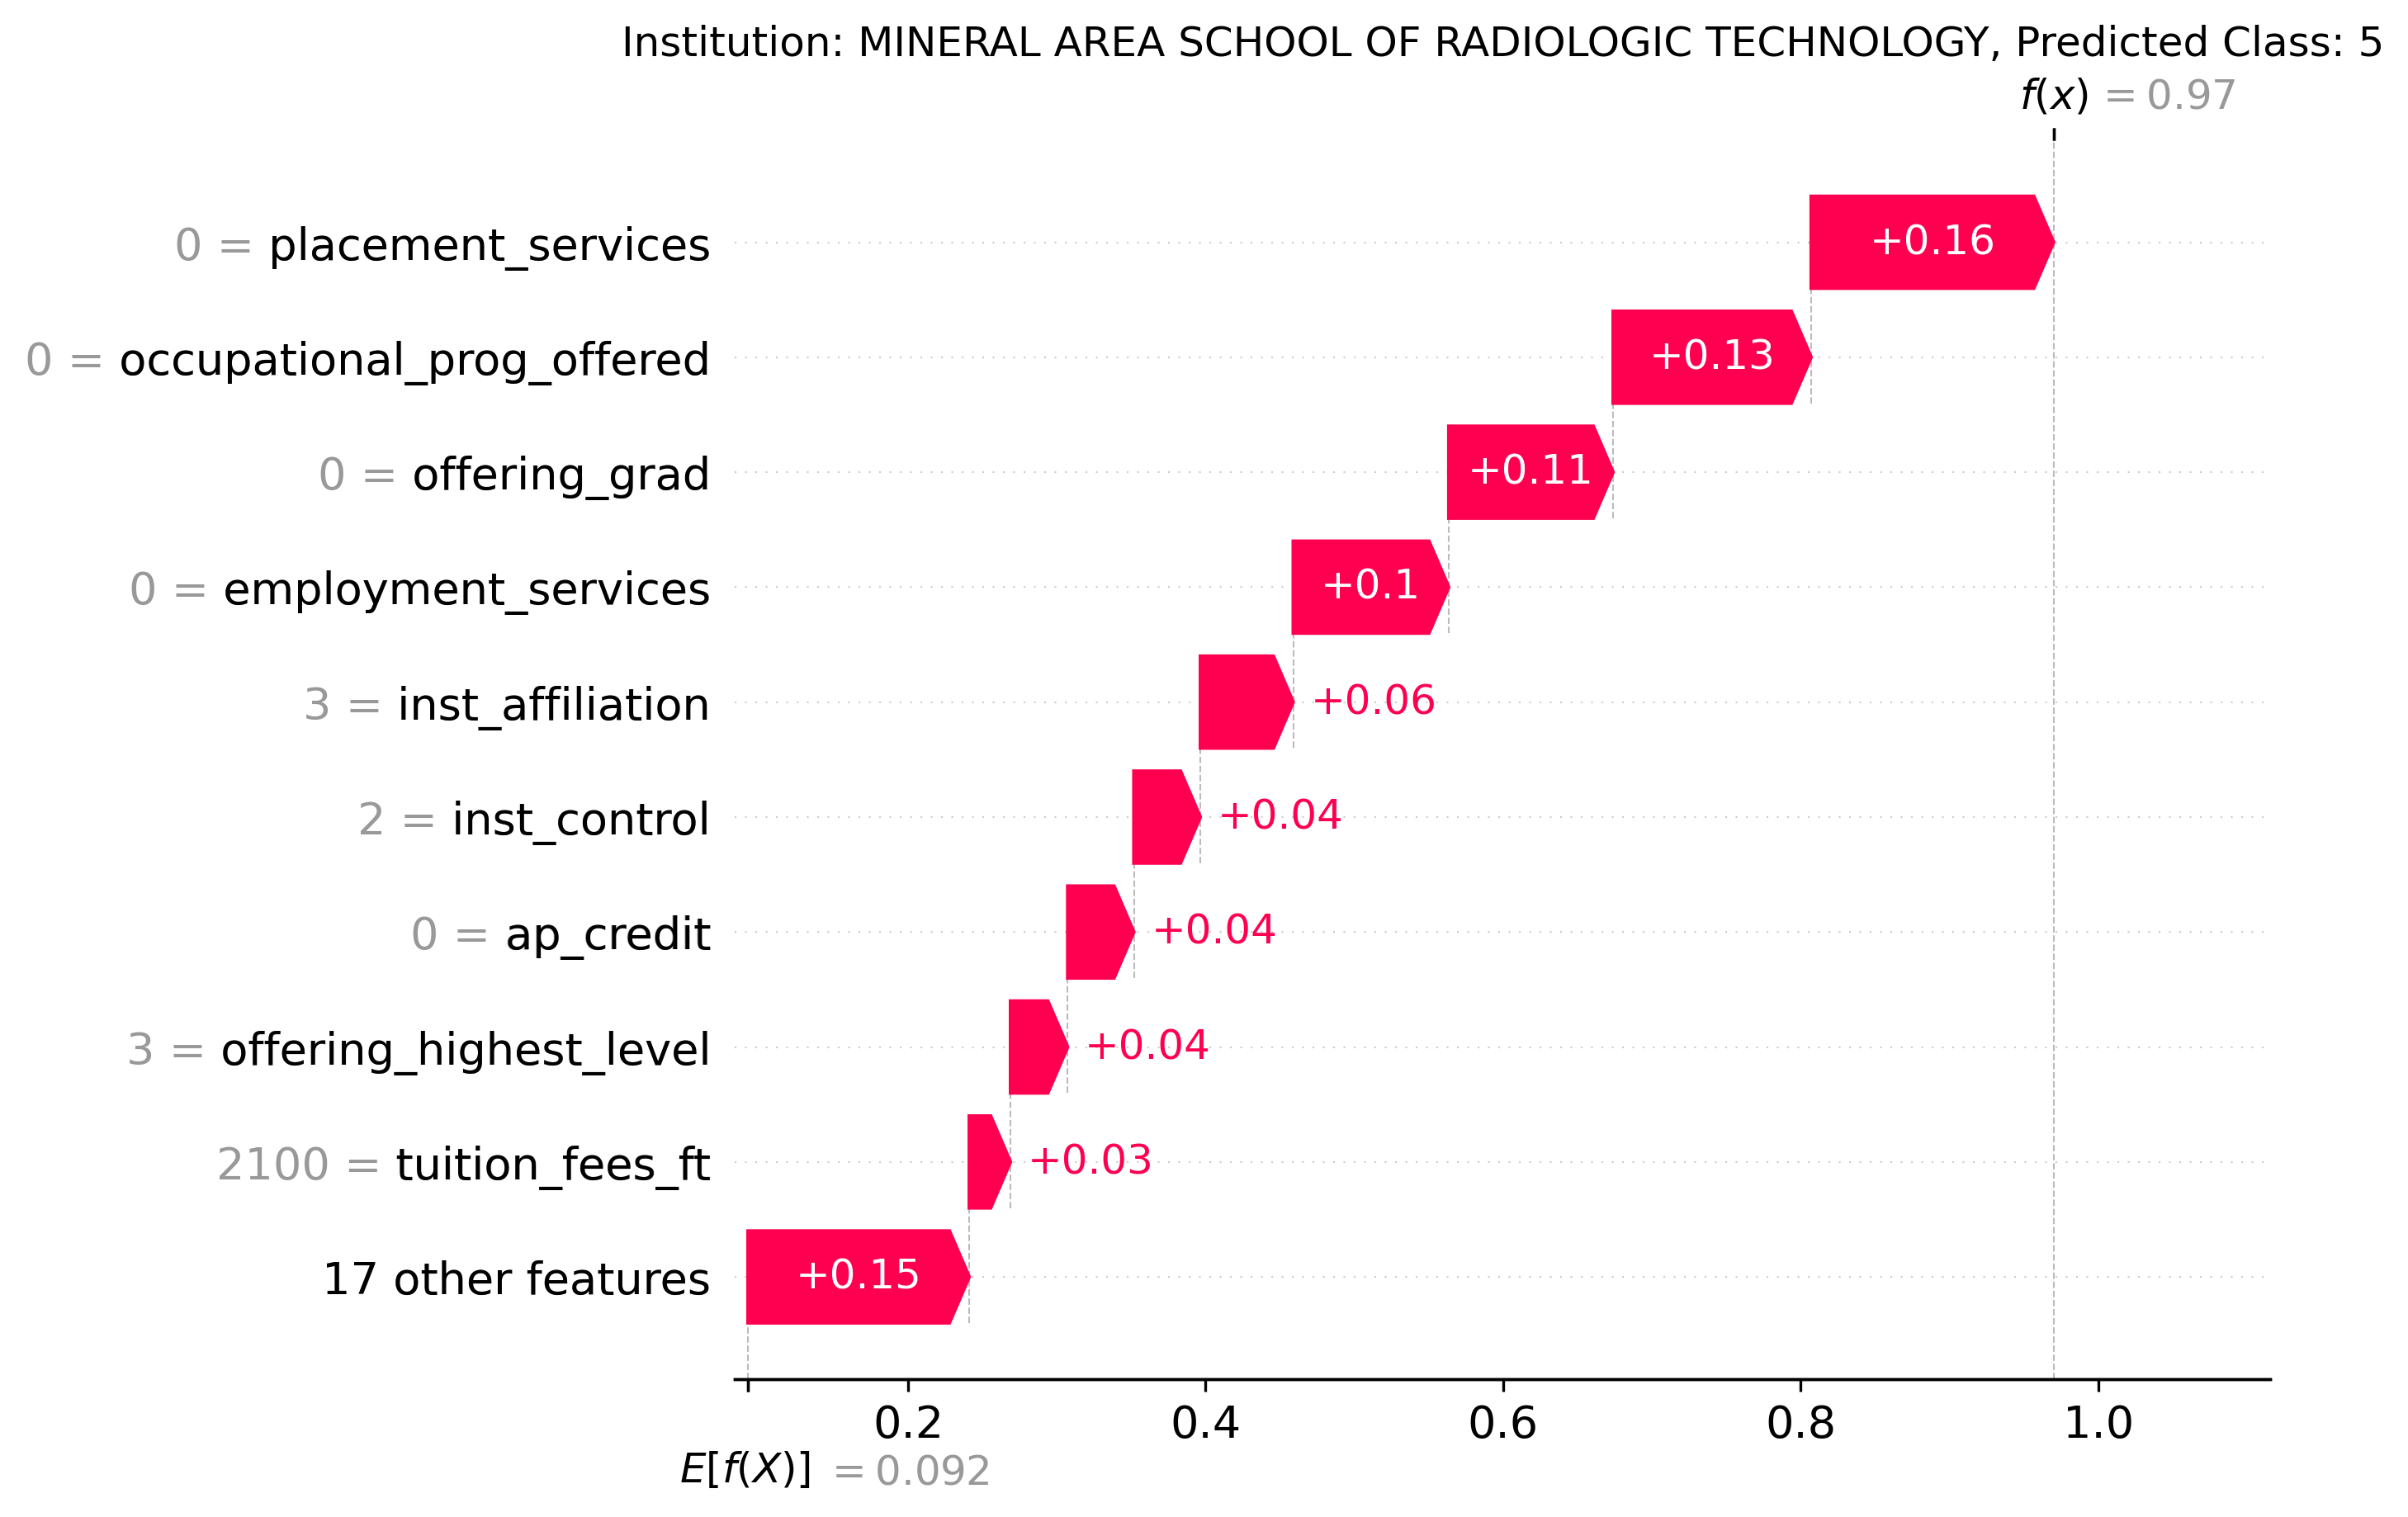 Institution: MINERAL AREA SCHOOL OF RADIOLOGIC TECHNOLOGY, Predicted Class: 5
f(x) = 0.97
0 = placement_services +0.16
0 = occupational_prog_offered +0.13
0 = offering_grad +0.11
0 = employment_services +0.1
3 = inst_affiliation +0.06
2 = inst_control +0.04
0 = ap_credit +0.04
3 = offering_highest_level +0.04
2100 = tuition_fees_ft +0.03
17 other features +0.15
0.2 0.4 0.6 0.8 1.0
E[f(X)] = 0.092